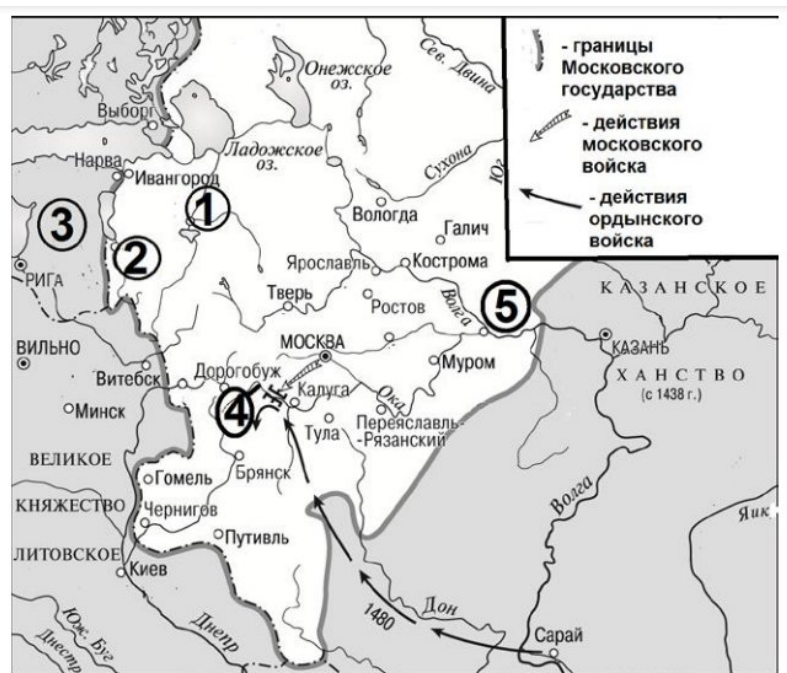 - границы
Московского
государства
- действия
московского
войска
- действия
ордынского
войска
Онежское
оз.
Сев. Двина
Выборг
Ладожское
оз.
Сухона
Юг
Нарва
Ивангород
1
Вологда
3
2
Галич
РИГА
Ярославль
Кострома
5
КАЗАНСКОЕ
Тверь
Ростов
Волга
ВИЛЬНО
МОСКВА
КАЗАНЬ
Витебск
Дорогобуж
Муром
ХАНСТВО
(с 1438 г.)
4
Калуга
Ока
Минск
Тула
Переяславль-
-Рязанский
ВЕЛИКОЕ
Брянск
Гомель
КНЯЖЕСТВО
Чернигов
Волга
Яик
ЛИТОВСКОЕ
Путивль
Киев
Днепр
1480
Дон
Юж. Буг
Днестр
Сарай